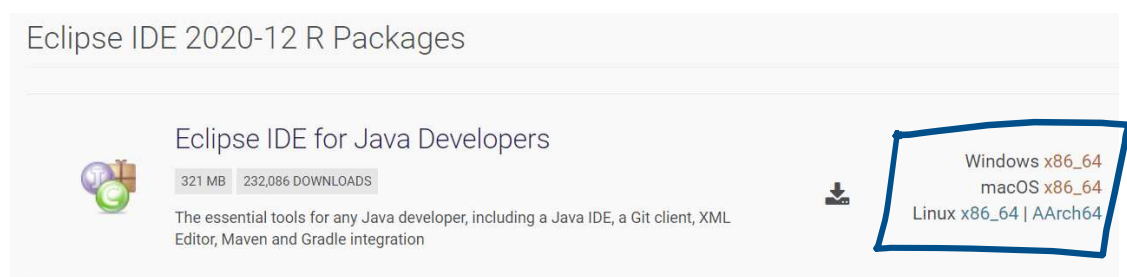 Eclipse IDE 2020-12 R Packages
Eclipse IDE for Java Developers
321 MB 232,086 DOWNLOADS
The essential tools for any Java developer, including a Java IDE, a Git client, XML
Editor, Maven and Gradle integration
Windows x86_64
macOS x86_64
Linux x86_64 | AArch64